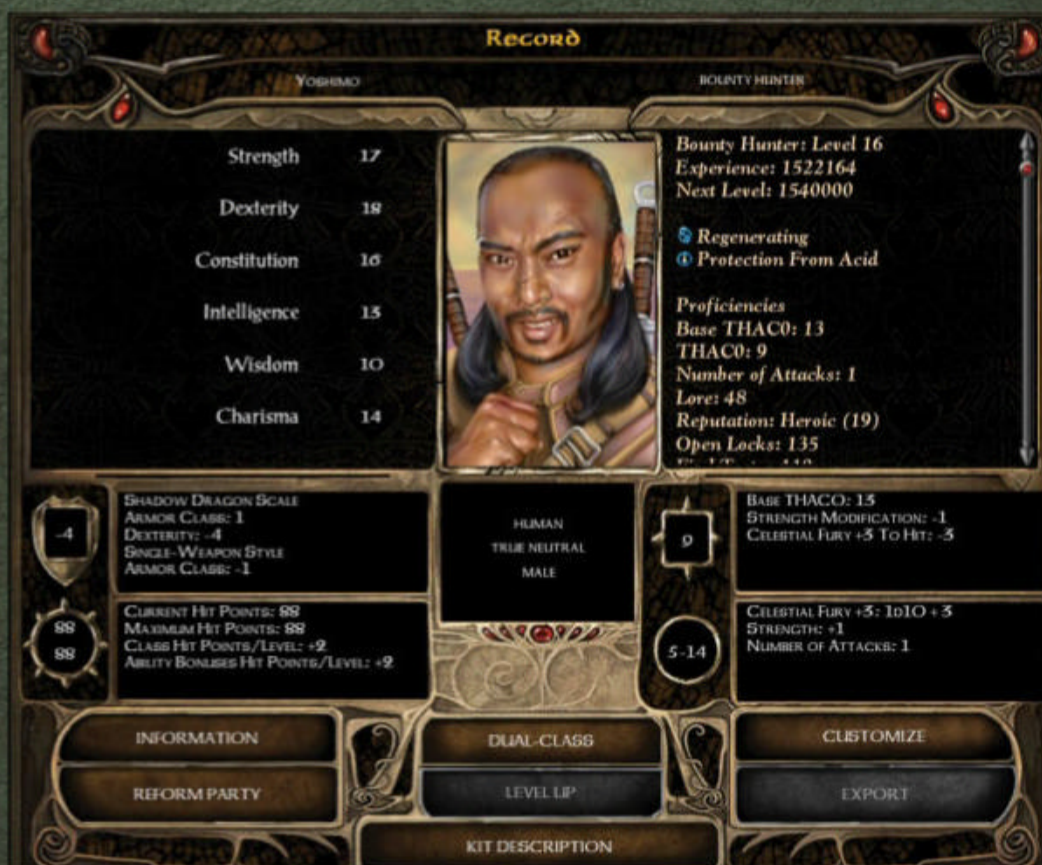 Record
Yoshimo
Bounty Hunter
Strength 17
Dexterity 18
Constitution 16
Intelligence 13
Wisdom 10
Charisma 14
Bounty Hunter: Level 16
Experience: 1522164
Next Level: 1540000
Regenerating
Protection From Acid
Proficiencies
Base THAC0: 13
THAC0: 9
Number of Attacks: 1
Lore: 48
Reputation: Heroic (19)
Open Locks: 135
-4
Shadow Dragon Scale
Armor Class: 1
Dexterity: -4
Single-Weapon Style
Armor Class: -1
88
88
Current Hit Points: 88
Maximum Hit Points: 88
Class Hit Points/Level: +2
Ability Bonuses Hit Points/Level: +2
Human
True Neutral
Male
9
Base THAC0: 13
Strength Modification: -1
Celestial Fury +3 To Hit: -3
5-14
Celestial Fury +3: 1d10 + 3
Strength: +1
Number of Attacks: 1
INFORMATION
DUAL-CLASS
CUSTOMIZE
REFORM PARTY
LEVEL UP
EXPORT
KIT DESCRIPTION